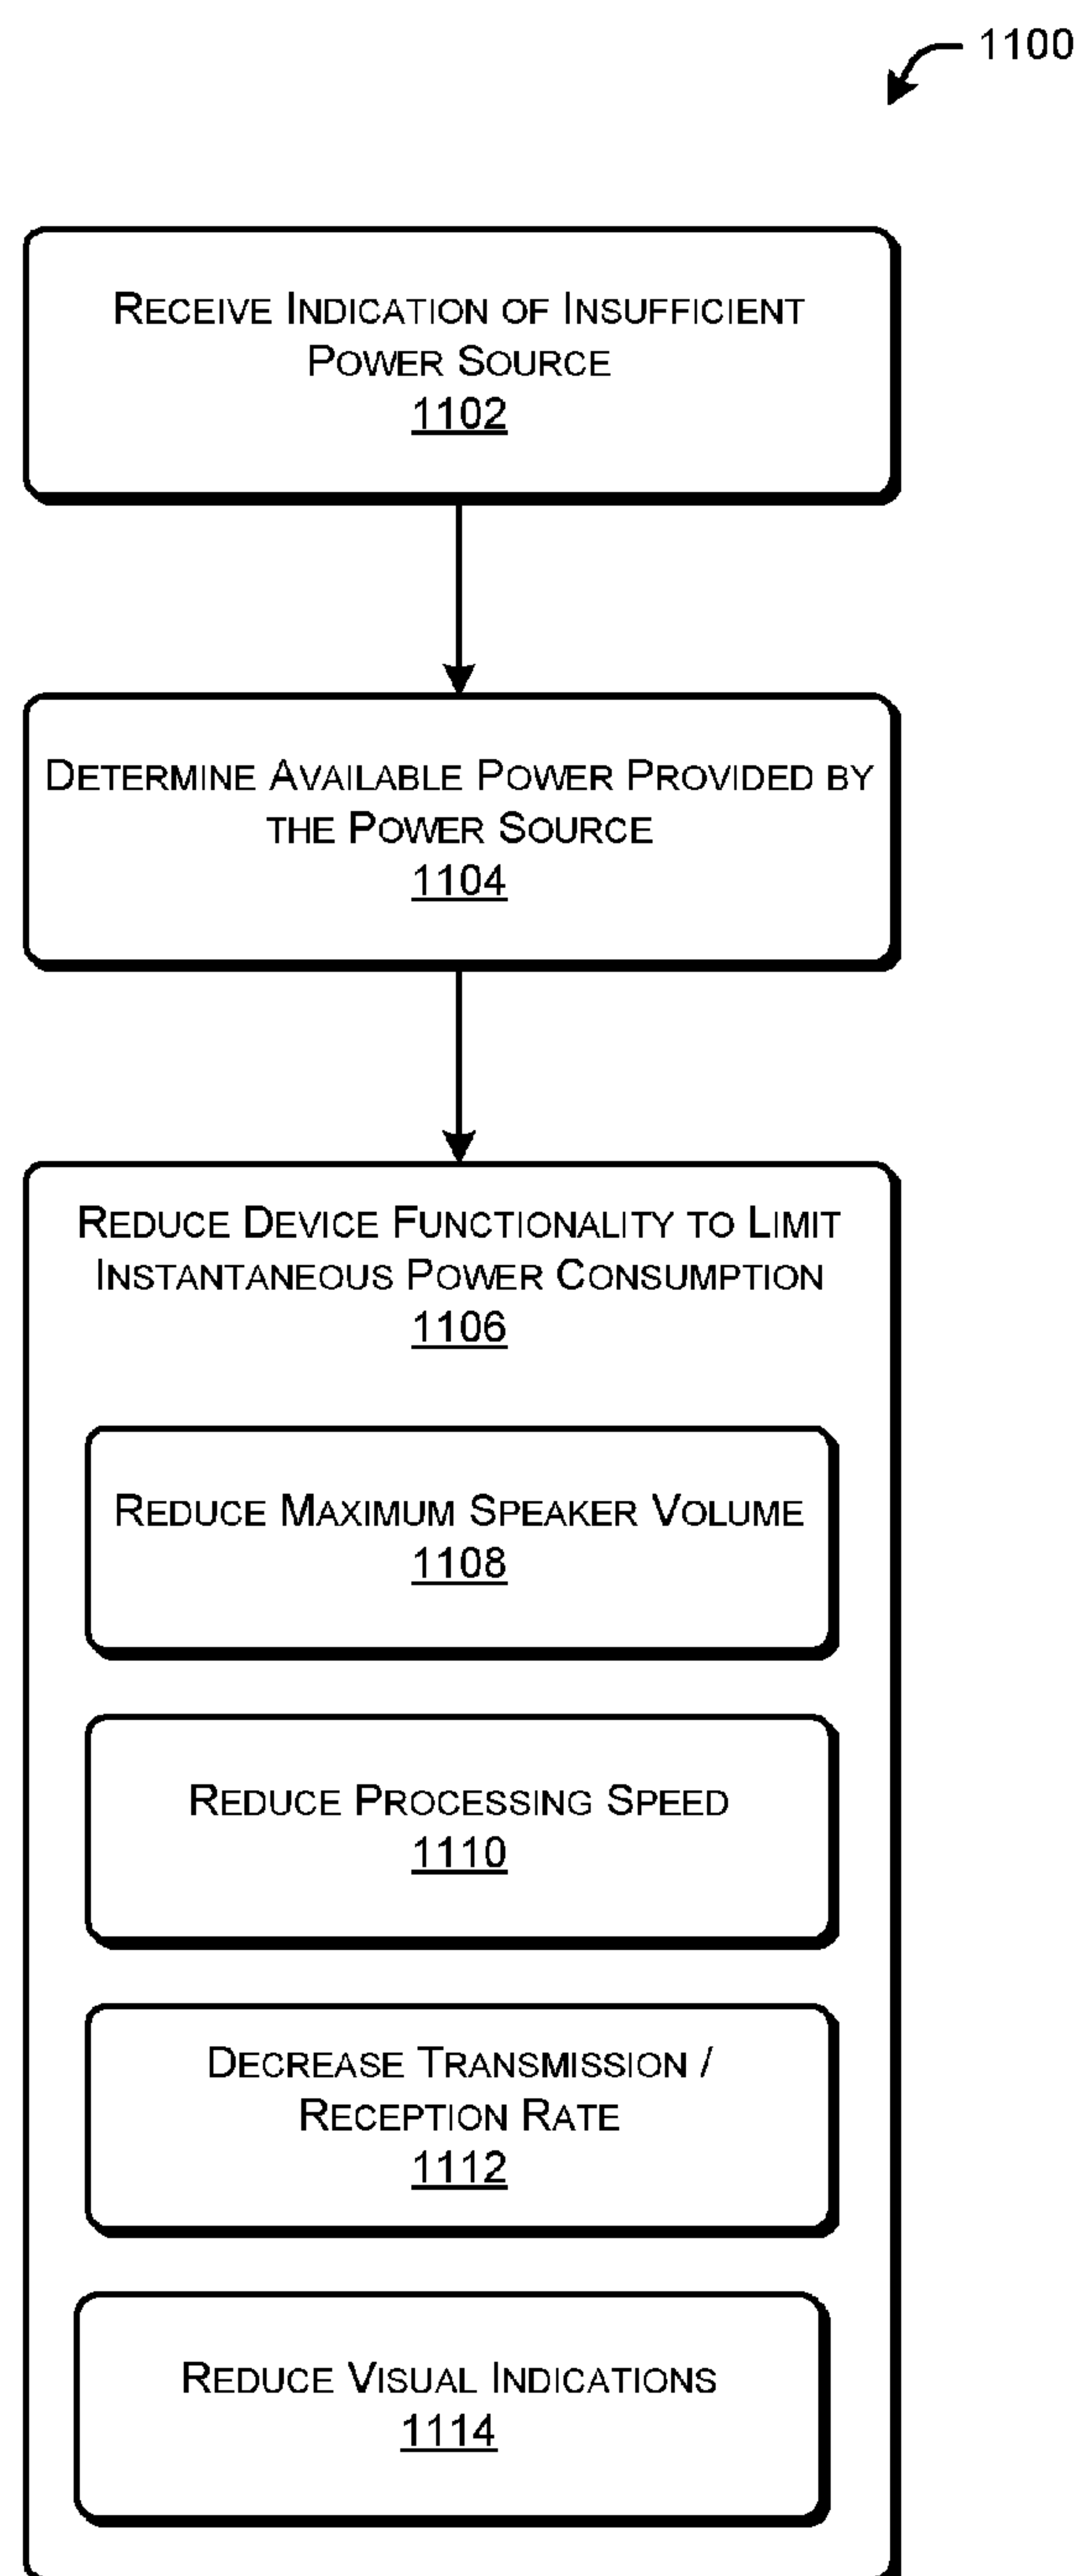 1100
RECEIVE INDICATION OF INSUFFICIENT
POWER SOURCE
1102
DETERMINE AVAILABLE POWER PROVIDED BY
THE POWER SOURCE
1104
REDUCE DEVICE FUNCTIONALITY TO LIMIT
INSTANTANEOUS POWER CONSUMPTION
1106
REDUCE MAXIMUM SPEAKER VOLUME
1108
REDUCE PROCESSING SPEED
1110
DECREASE TRANSMISSION /
RECEPTION RATE
1112
REDUCE VISUAL INDICATIONS
1114